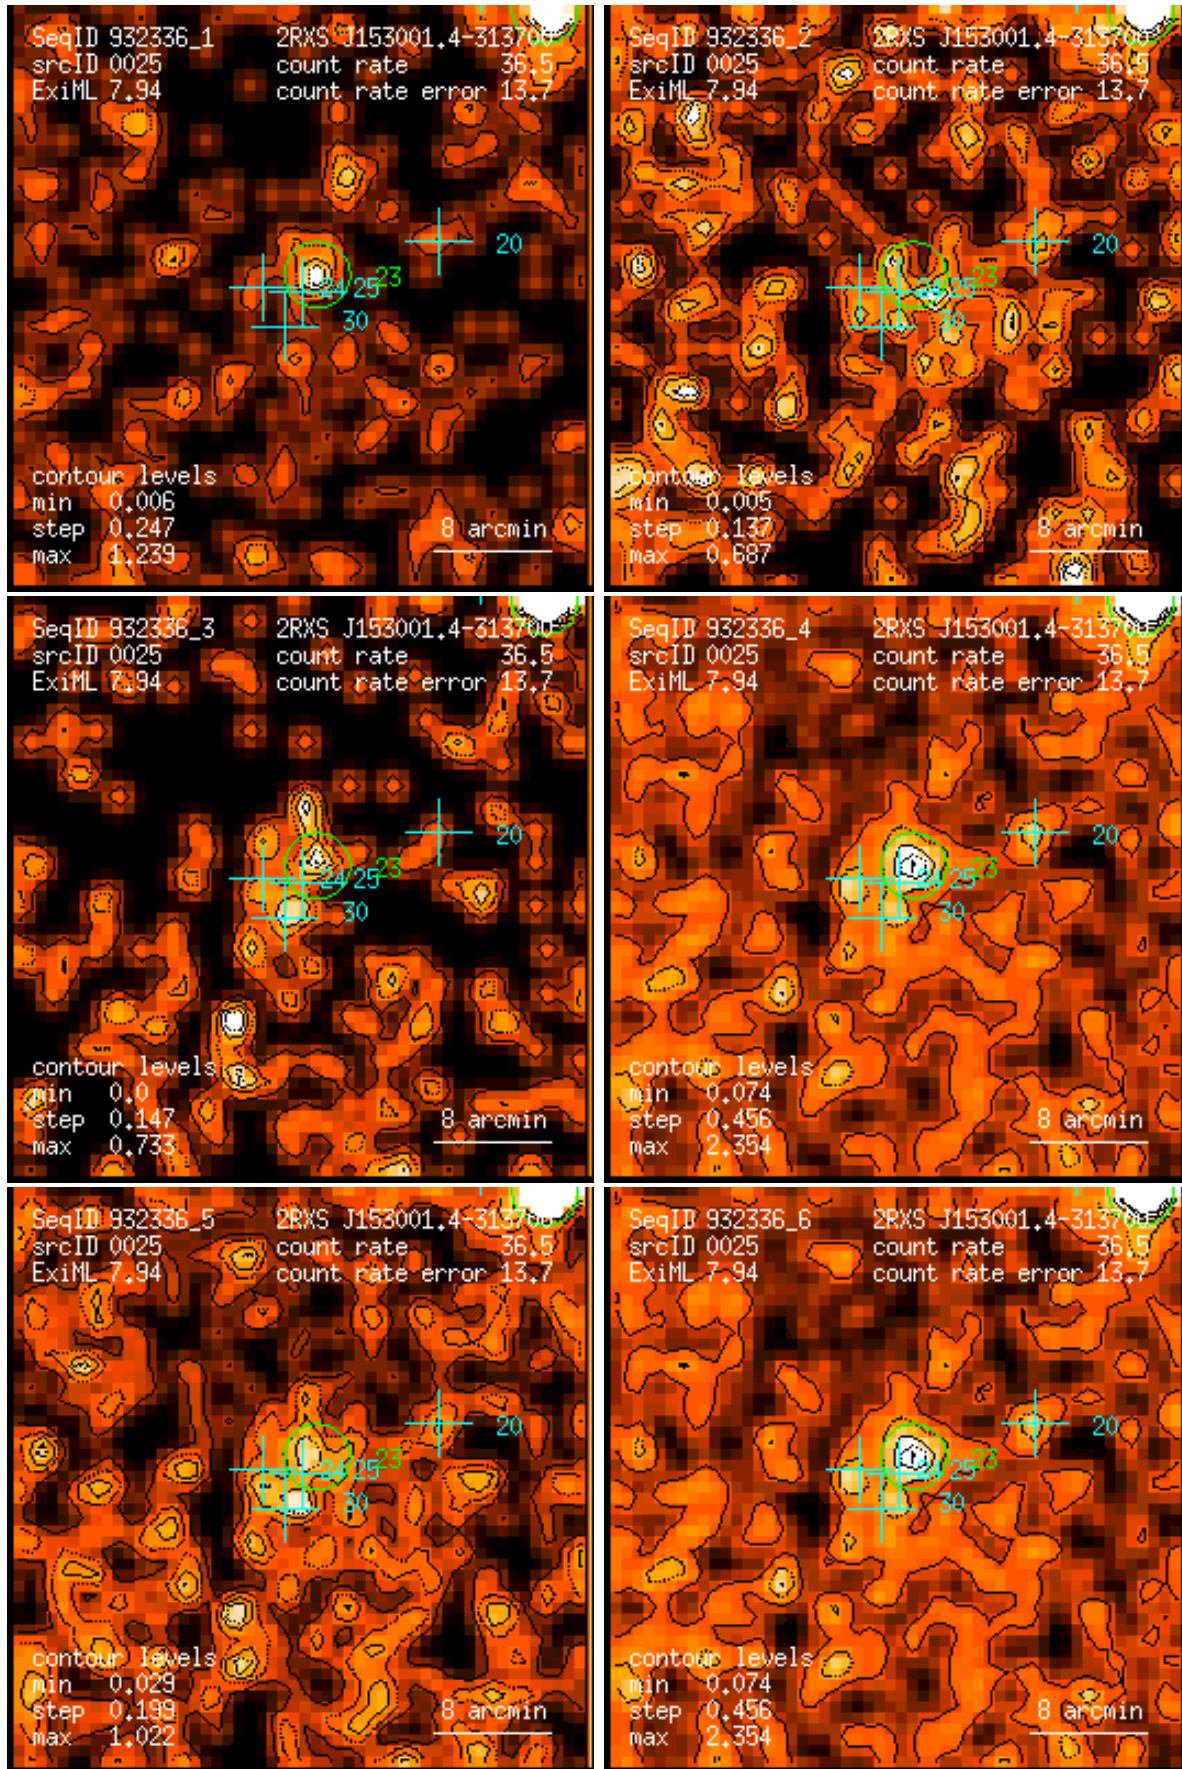 SeqID 932336_1 2RXS J153001.4-313700
srcID 0025 count rate 36.5
ExiML 7.94 count rate error 13.7
20
24 25 23
30
contour levels
min 0.006
step 0.247
max 1.239
8 arcmin
SeqID 932336_2 2RXS J153001.4-313700
srcID 0025 count rate 36.5
ExiML 7.94 count rate error 13.7
20
24 25 23
30
contour levels
min 0.005
step 0.137
max 0.687
8 arcmin
SeqID 932336_3 2RXS J153001.4-313700
srcID 0025 count rate 36.5
ExiML 7.94 count rate error 13.7
20
24 25 23
30
contour levels
min 0.0
step 0.147
max 0.733
8 arcmin
SeqID 932336_4 2RXS J153001.4-313700
srcID 0025 count rate 36.5
ExiML 7.94 count rate error 13.7
20
24 25 23
30
contour levels
min 0.074
step 0.456
max 2.354
8 arcmin
SeqID 932336_5 2RXS J153001.4-313700
srcID 0025 count rate 36.5
ExiML 7.94 count rate error 13.7
20
24 25 23
30
contour levels
min 0.029
step 0.199
max 1.022
8 arcmin
SeqID 932336_6 2RXS J153001.4-313700
srcID 0025 count rate 36.5
ExiML 7.94 count rate error 13.7
20
24 25 23
30
contour levels
min 0.074
step 0.456
max 2.354
8 arcmin